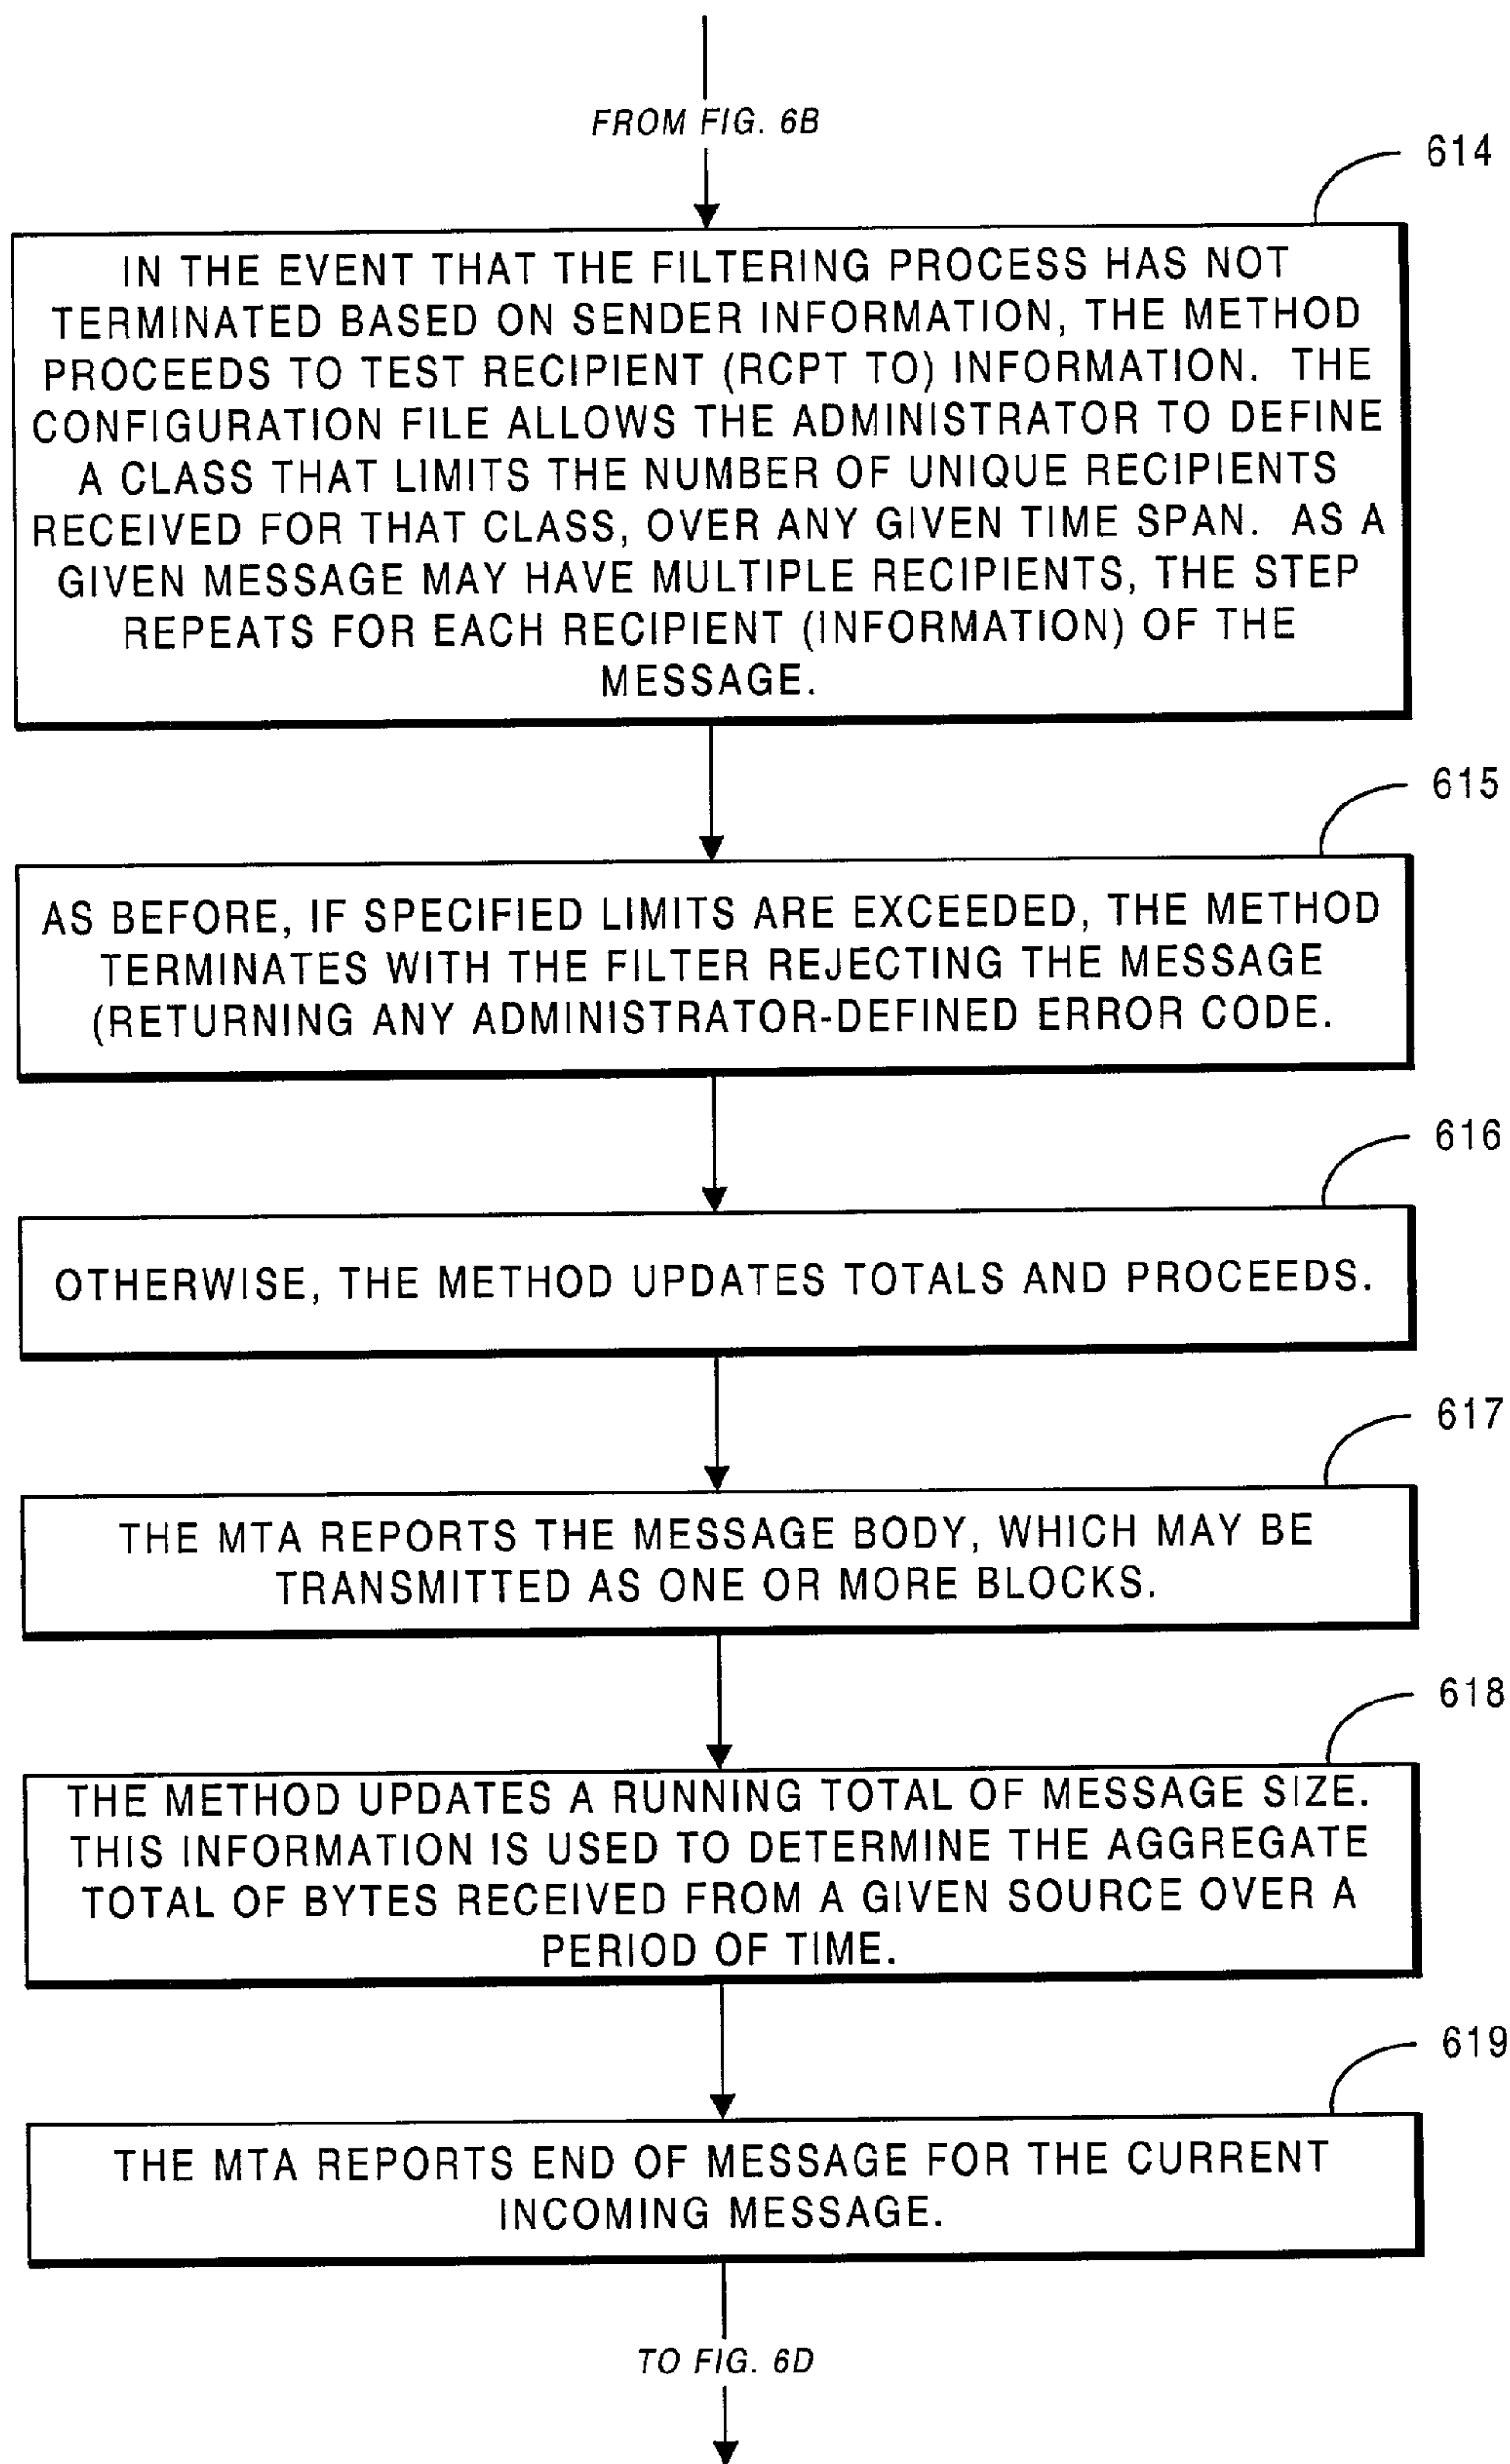 FROM FIG. 6B
614
IN THE EVENT THAT THE FILTERING PROCESS HAS NOT
TERMINATED BASED ON SENDER INFORMATION, THE METHOD
PROCEEDS TO TEST RECIPIENT (RCPT TO) INFORMATION. THE
CONFIGURATION FILE ALLOWS THE ADMINISTRATOR TO DEFINE
A CLASS THAT LIMITS THE NUMBER OF UNIQUE RECIPIENTS
RECEIVED FOR THAT CLASS, OVER ANY GIVEN TIME SPAN. AS A
GIVEN MESSAGE MAY HAVE MULTIPLE RECIPIENTS, THE STEP
REPEATS FOR EACH RECIPIENT (INFORMATION) OF THE
MESSAGE.
615
AS BEFORE, IF SPECIFIED LIMITS ARE EXCEEDED, THE METHOD
TERMINATES WITH THE FILTER REJECTING THE MESSAGE
(RETURNING ANY ADMINISTRATOR-DEFINED ERROR CODE.
616
OTHERWISE, THE METHOD UPDATES TOTALS AND PROCEEDS.
617
THE MTA REPORTS THE MESSAGE BODY, WHICH MAY BE
TRANSMITTED AS ONE OR MORE BLOCKS.
618
THE METHOD UPDATES A RUNNING TOTAL OF MESSAGE SIZE.
THIS INFORMATION IS USED TO DETERMINE THE AGGREGATE
TOTAL OF BYTES RECEIVED FROM A GIVEN SOURCE OVER A
PERIOD OF TIME.
619
THE MTA REPORTS END OF MESSAGE FOR THE CURRENT
INCOMING MESSAGE.
TO FIG. 6D